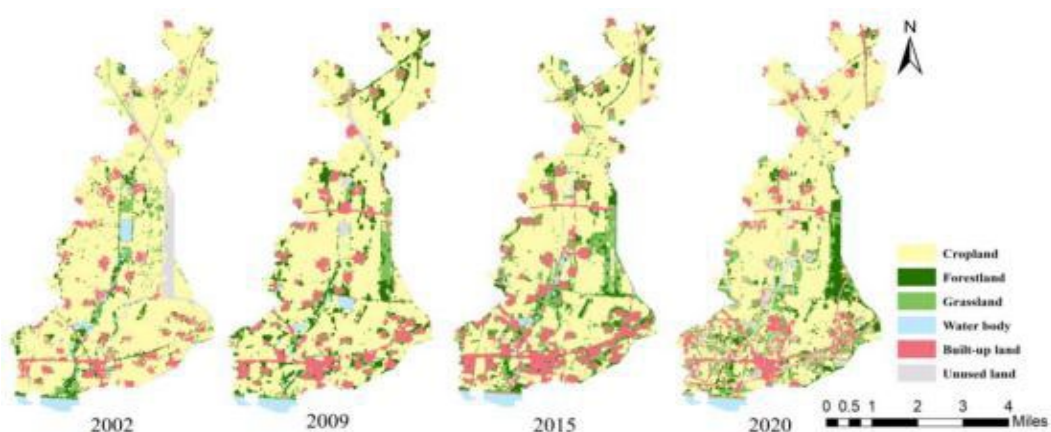 N
Cropland
Forestland
Grassland
Water body
Built-up land
Unused land
0 0.5 1 2 3 4
Miles
2002 2009 2015 2020